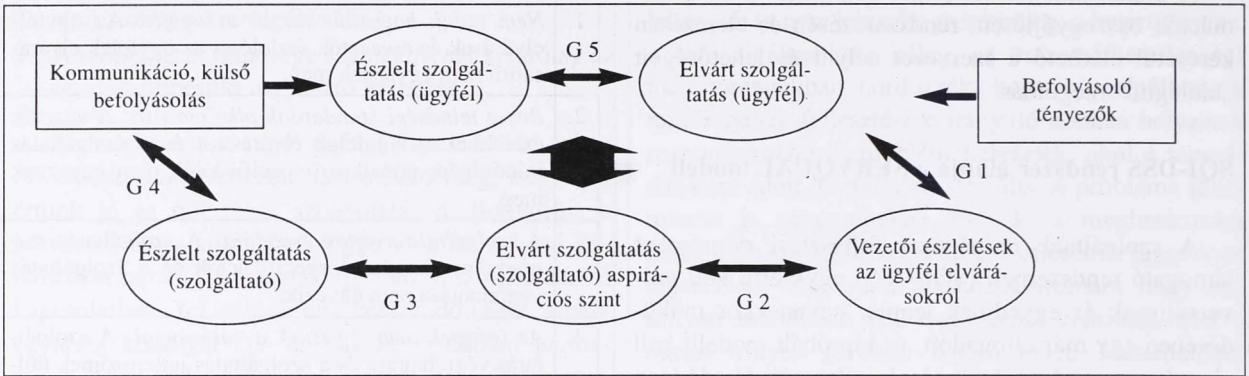 G 5
Kommunikáció, külső
befolyásolás
Észlelt szolgál-
tatás (ügyfél)
Elvárt szolgál-
tatás (ügyfél)
Befolyásoló
tényezők
G 4
G 1
Észlelt szolgáltatás
(szolgáltató)
Elvárt szolgáltatás
(szolgáltató) aspirá-
ciós szint
Vezetői észlelések
az ügyfél elvárá-
sokról
G 3
G 2